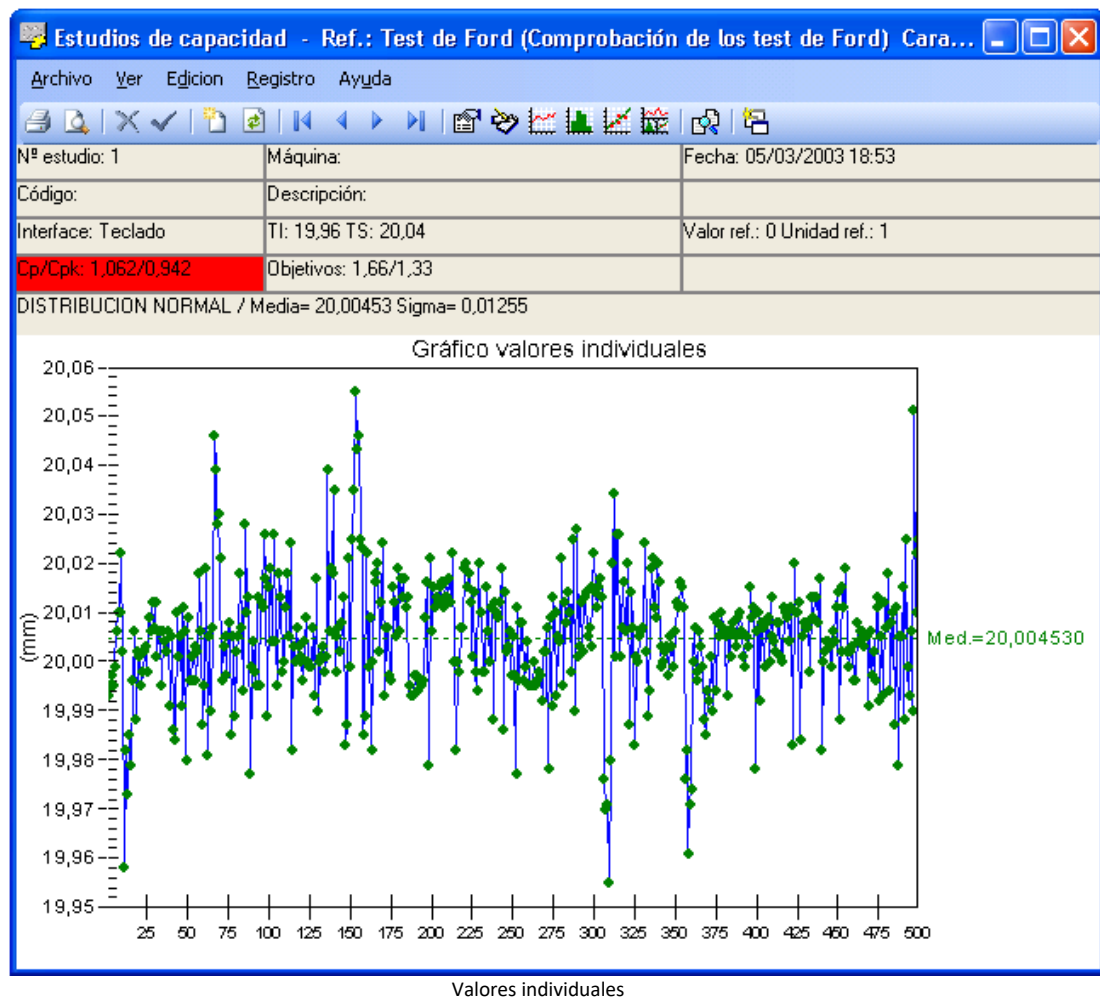 Estudios de capacidad - Ref.: Test de Ford (Comprobación de los test de Ford) Cara...
Archivo Ver Edicion Registro Ayuda
Nº estudio: 1 Máquina: Fecha: 05/03/2003 18:53
Código: Descripción:
Interface: Teclado TI: 19,96 TS: 20,04 Valor ref.: 0 Unidad ref.: 1
Cp/Cpk: 1,062/0,942 Objetivos: 1,66/1,33
DISTRIBUCION NORMAL / Media= 20,00453 Sigma= 0,01255
Gráfico valores individuales
20,06
20,05
20,04
20,03
20,02
20,01
(mm)
20,00
Med.=20,004530
19,99
19,98
19,97
19,96
19,95
25 50 75 100 125 150 175 200 225 250 275 300 325 350 375 400 425 450 475 500
Valores individuales